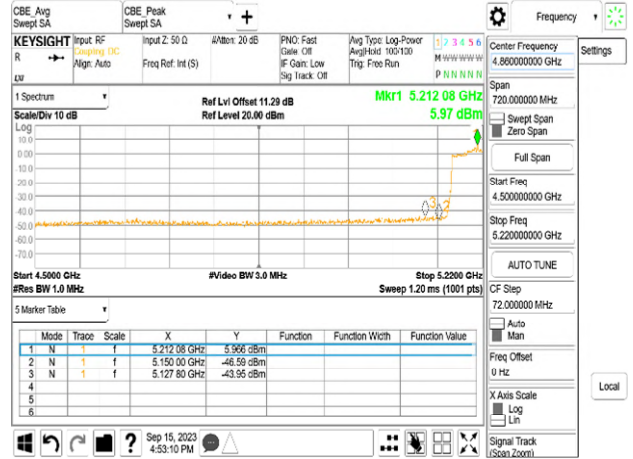 CBE_Avg
Swept SA
CBE_Peak
Swept SA
+
Frequency
KEYSIGHT
R
Input: RF
Coupling: DC
Align: Auto
Input Z: 50 Ω
Freq Ref: Int (S)
#Atten: 20 dB
PNO: Fast
Gate: Off
IF Gain: Low
Sig Track: Off
Avg Type: Log-Power
Avg|Hold: 100/100
Trig: Free Run
1 2 3 4 5 6
M W W W W W
P N N N N N
1 Spectrum
Scale/Div 10 dB
Log
Ref Lvl Offset 11.29 dB
Ref Level 20.00 dBm
Mkr1 5.212 08 GHz
5.97 dBm
10.0
0.00
-10.0
-20.0
-30.0
-40.0
-50.0
-60.0
-70.0
Start 4.5000 GHz
#Res BW 1.0 MHz
#Video BW 3.0 MHz
Stop 5.2200 GHz
Sweep 1.20 ms (1001 pts)
5 Marker Table
Mode Trace Scale X Y Function Function Width Function Value
1 N 1 f 5.212 08 GHz 5.966 dBm
2 N 1 f 5.150 00 GHz -46.59 dBm
3 N 1 f 5.127 80 GHz -43.95 dBm
4
5
6
Sep 15, 2023
4:53:10 PM
?
Center Frequency
4.860000000 GHz
Span
720.000000 MHz
Swept Span
Zero Span
Full Span
Start Freq
4.500000000 GHz
Stop Freq
5.220000000 GHz
AUTO TUNE
CF Step
72.000000 MHz
Auto
Man
Freq Offset
0 Hz
X Axis Scale
Log
Lin
Signal Track
(Span Zoom)
Settings
Local